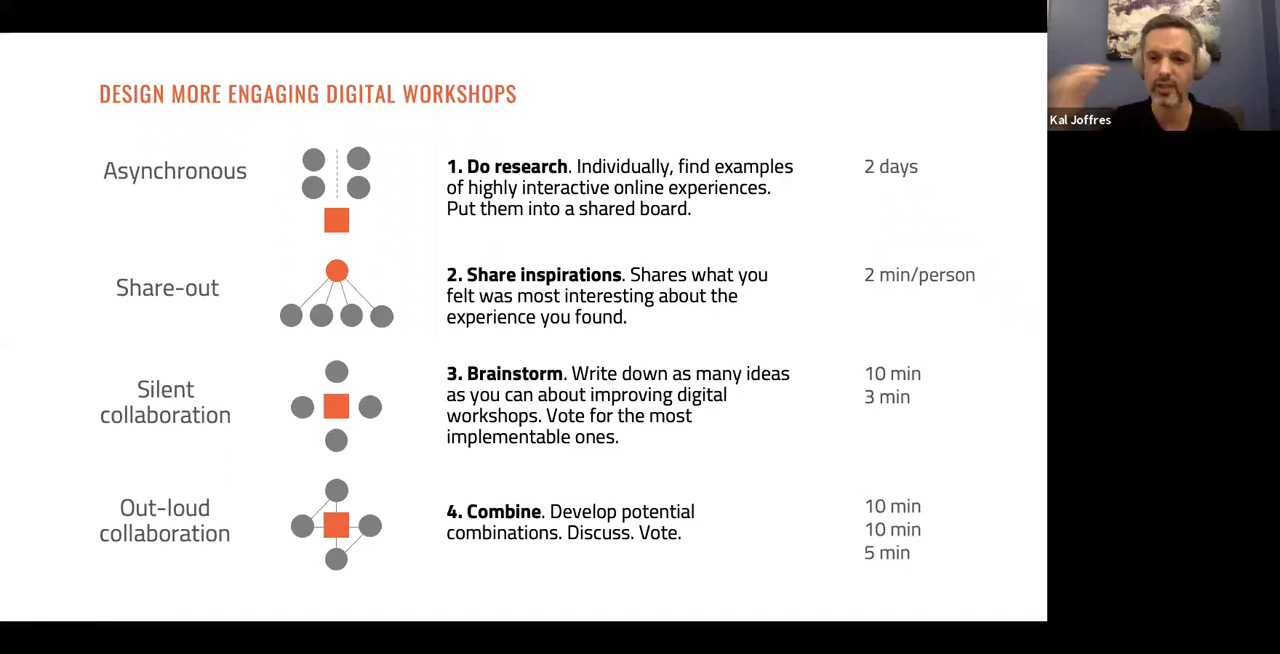 DESIGN MORE ENGAGING DIGITAL WORKSHOPS
Kal Joffres
Asynchronous
1. Do research. Individually, find examples
of highly interactive online experiences.
Put them into a shared board.
2 days
Share-out
2. Share inspirations. Shares what you
felt was most interesting about the
experience you found.
2 min/person
Silent
collaboration
3. Brainstorm. Write down as many ideas
as you can about improving digital
workshops. Vote for the most
implementable ones.
10 min
3 min
Out-loud
collaboration
4. Combine. Develop potential
combinations. Discuss. Vote.
10 min
10 min
5 min